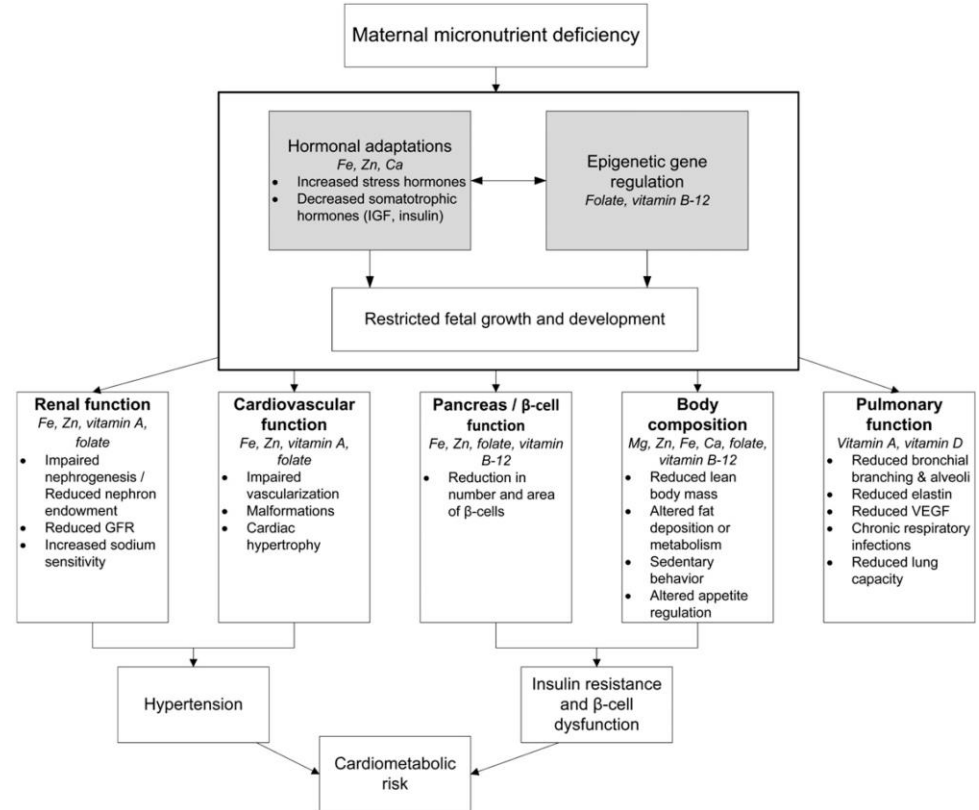 Maternal micronutrient deficiency
Hormonal adaptations
Fe, Zn, Ca
• Increased stress hormones
• Decreased somatotrophic
hormones (IGF, insulin)
Epigenetic gene
regulation
Folate, vitamin B-12
Restricted fetal growth and development
Renal function
Fe, Zn, vitamin A,
folate
• Impaired
nephrogenesis /
Reduced nephron
endowment
• Reduced GFR
• Increased sodium
sensitivity
Cardiovascular
function
Fe, Zn, vitamin A,
folate
• Impaired
vascularization
• Malformations
• Cardiac
hypertrophy
Pancreas / β-cell
function
Fe, Zn, folate, vitamin
B-12
• Reduction in
number and area
of β-cells
Body
composition
Mg, Zn, Fe, Ca, folate,
vitamin B-12
• Reduced lean
body mass
• Altered fat
deposition or
metabolism
• Sedentary
behavior
• Altered appetite
regulation
Pulmonary
function
Vitamin A, vitamin D
• Reduced bronchial
branching & alveoli
• Reduced elastin
• Reduced VEGF
• Chronic respiratory
infections
• Reduced lung
capacity
Hypertension
Insulin resistance
and β-cell
dysfunction
Cardiometabolic
risk